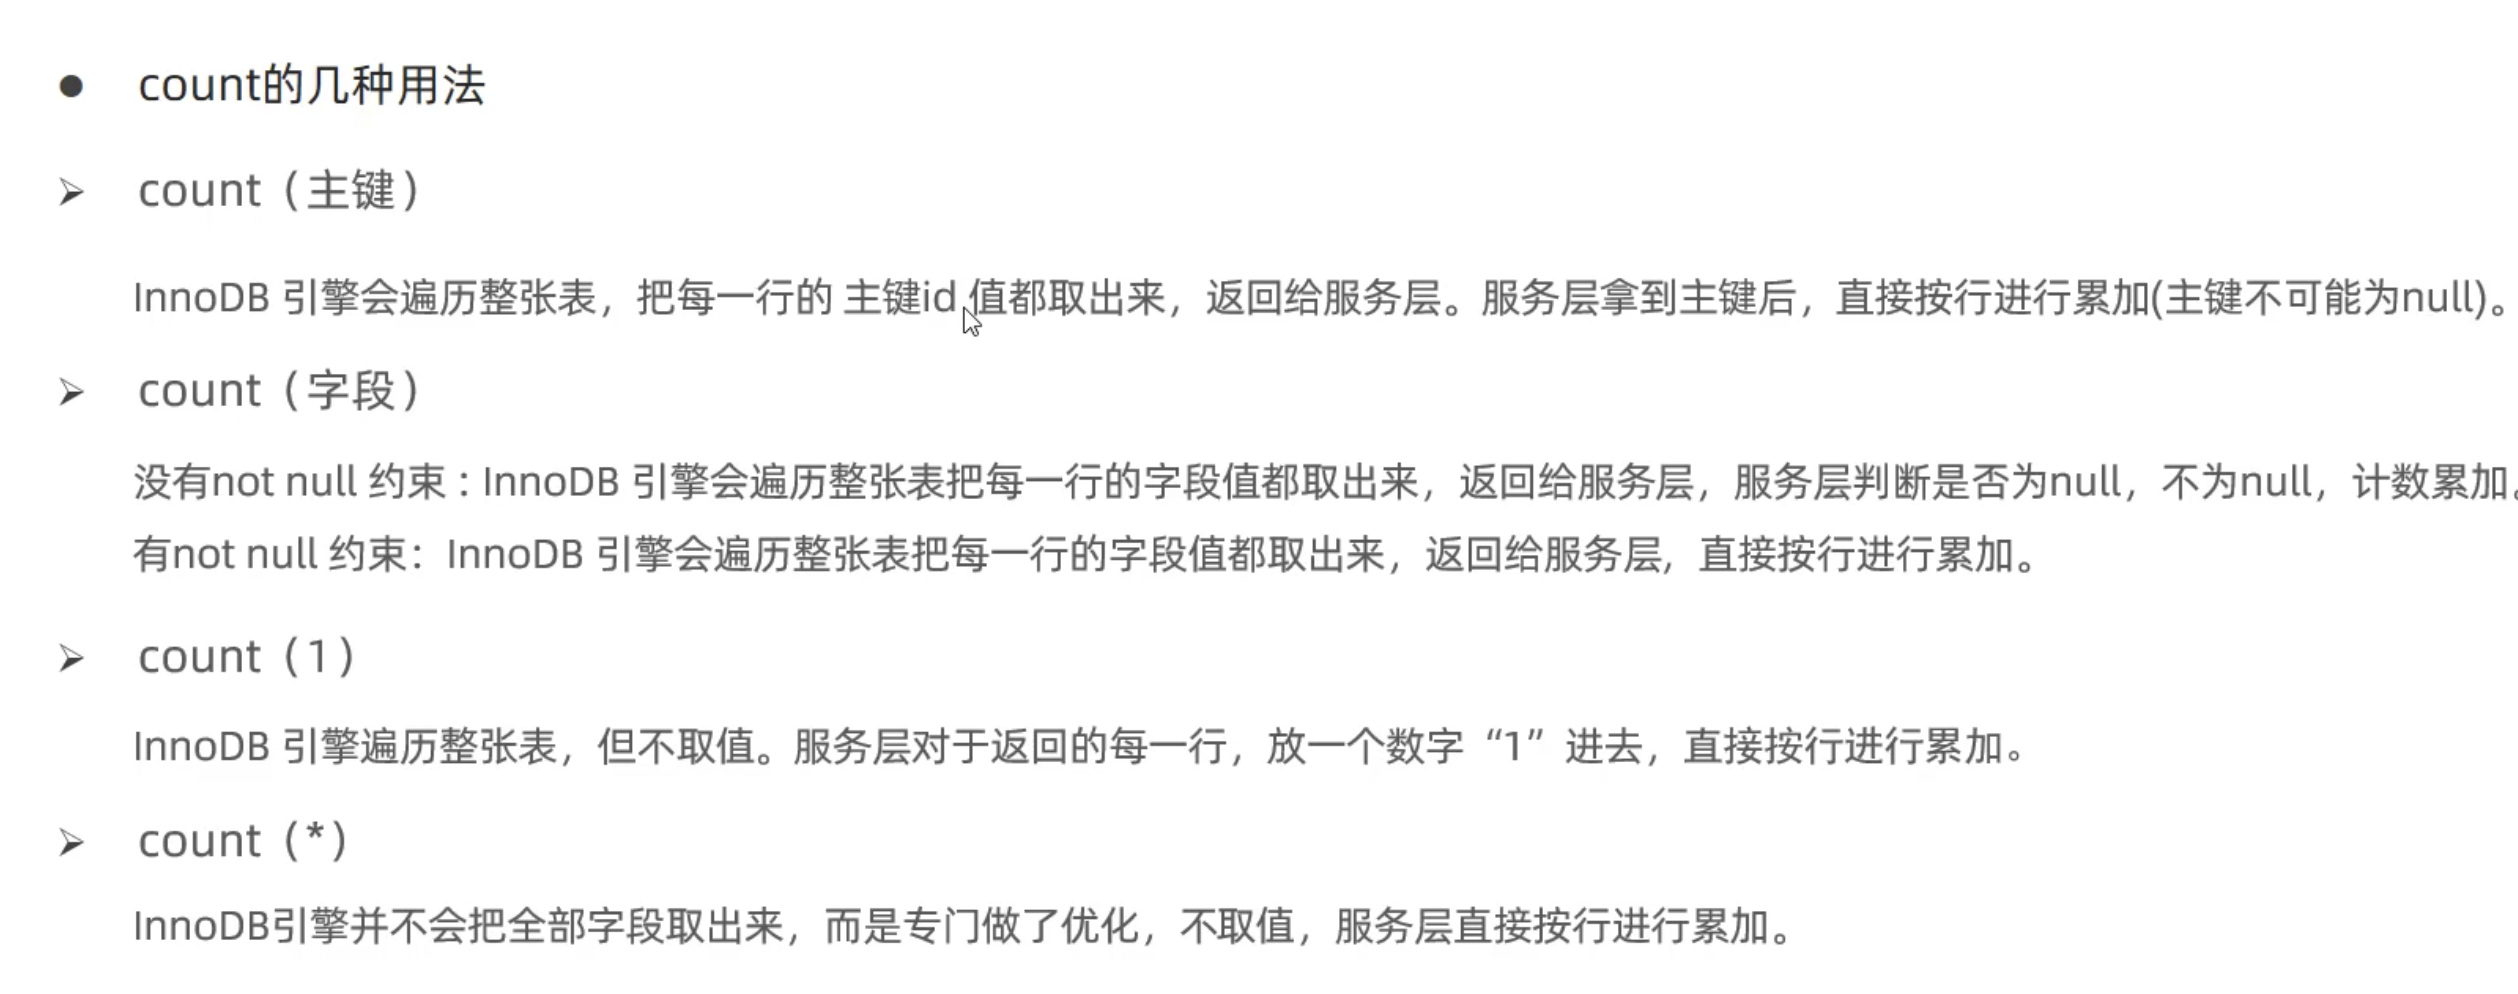 count的几种用法
count（主键）
InnoDB 引擎会遍历整张表，把每一行的 主键id 值都取出来，返回给服务层。服务层拿到主键后，直接按行进行累加(主键不可能为null)。
count（字段）
没有not null 约束 : InnoDB 引擎会遍历整张表把每一行的字段值都取出来，返回给服务层，服务层判断是否为null，不为null，计数累加。
有not null 约束：InnoDB 引擎会遍历整张表把每一行的字段值都取出来，返回给服务层，直接按行进行累加。
count（1）
InnoDB 引擎遍历整张表，但不取值。服务层对于返回的每一行，放一个数字“1”进去，直接按行进行累加。
count（*）
InnoDB引擎并不会把全部字段取出来，而是专门做了优化，不取值，服务层直接按行进行累加。